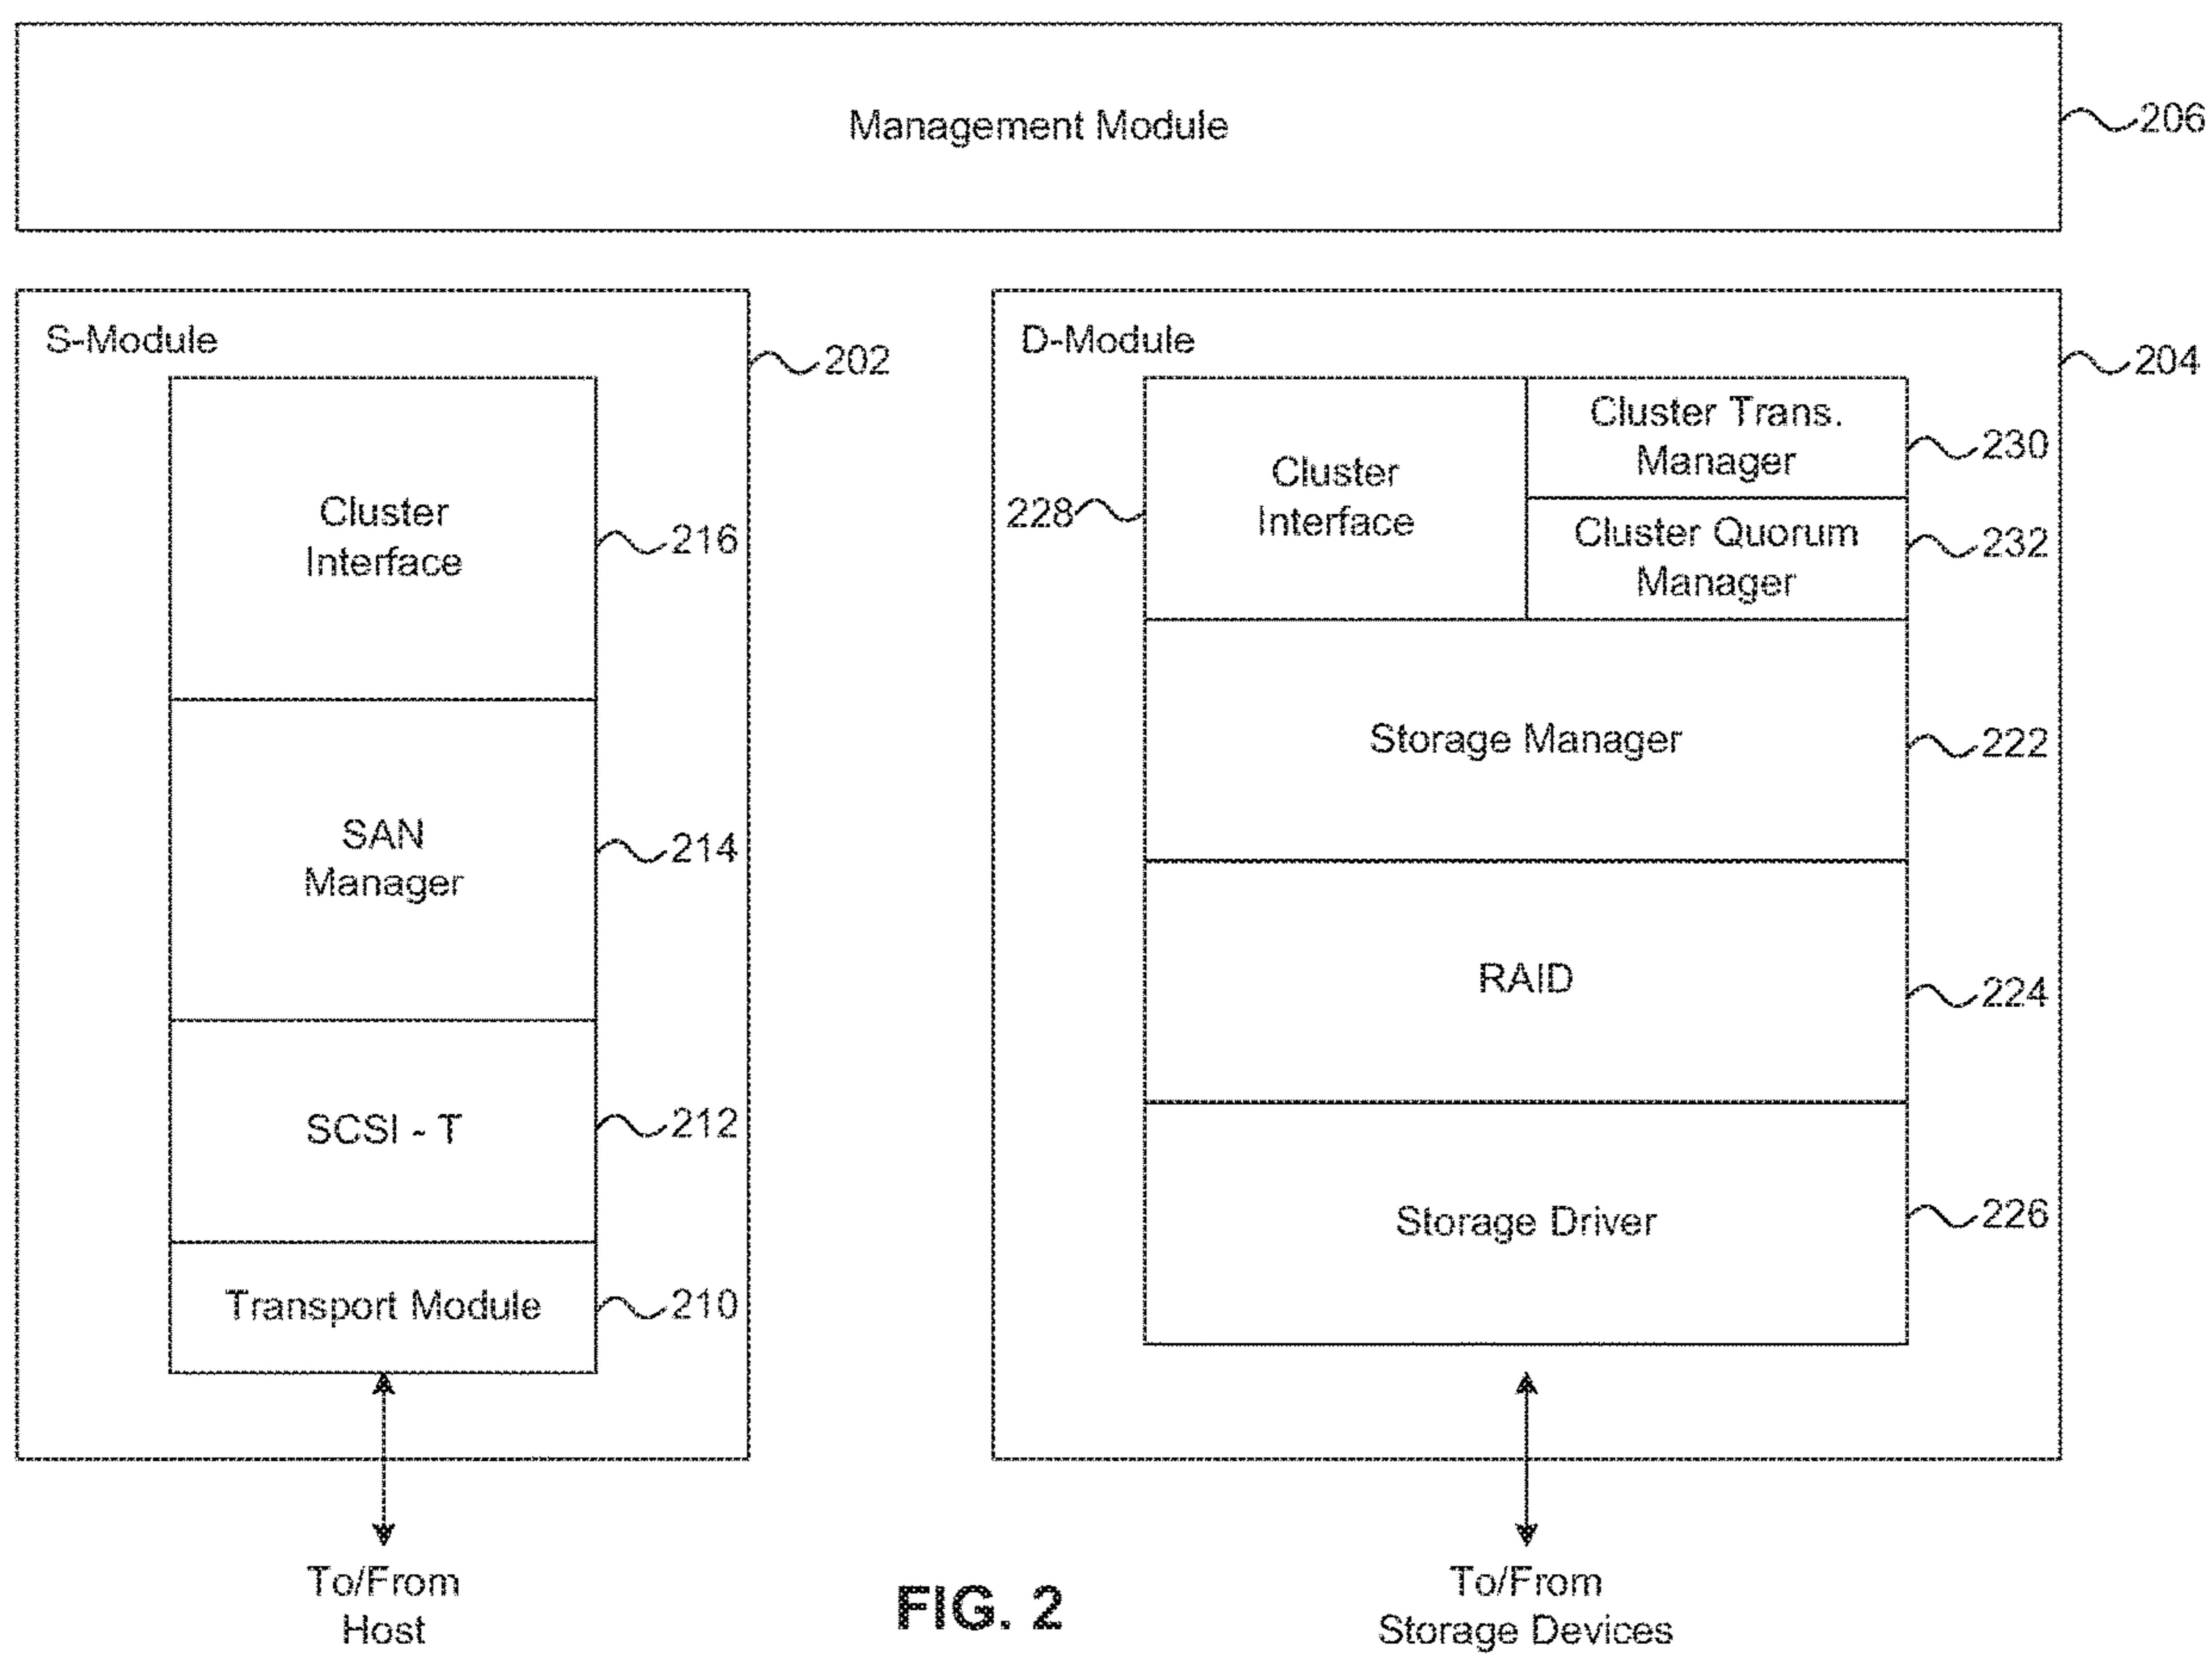 Management Module
206
S-Module
202
Cluster
Interface
216
SAN
Manager
214
SCSI - T
212
Transport Module
210
To/From
Host
D-Module
204
Cluster
Interface
228
Cluster Trans.
Manager
230
Cluster Quorum
Manager
232
Storage Manager
222
RAID
224
Storage Driver
226
To/From
Storage Devices
FIG. 2